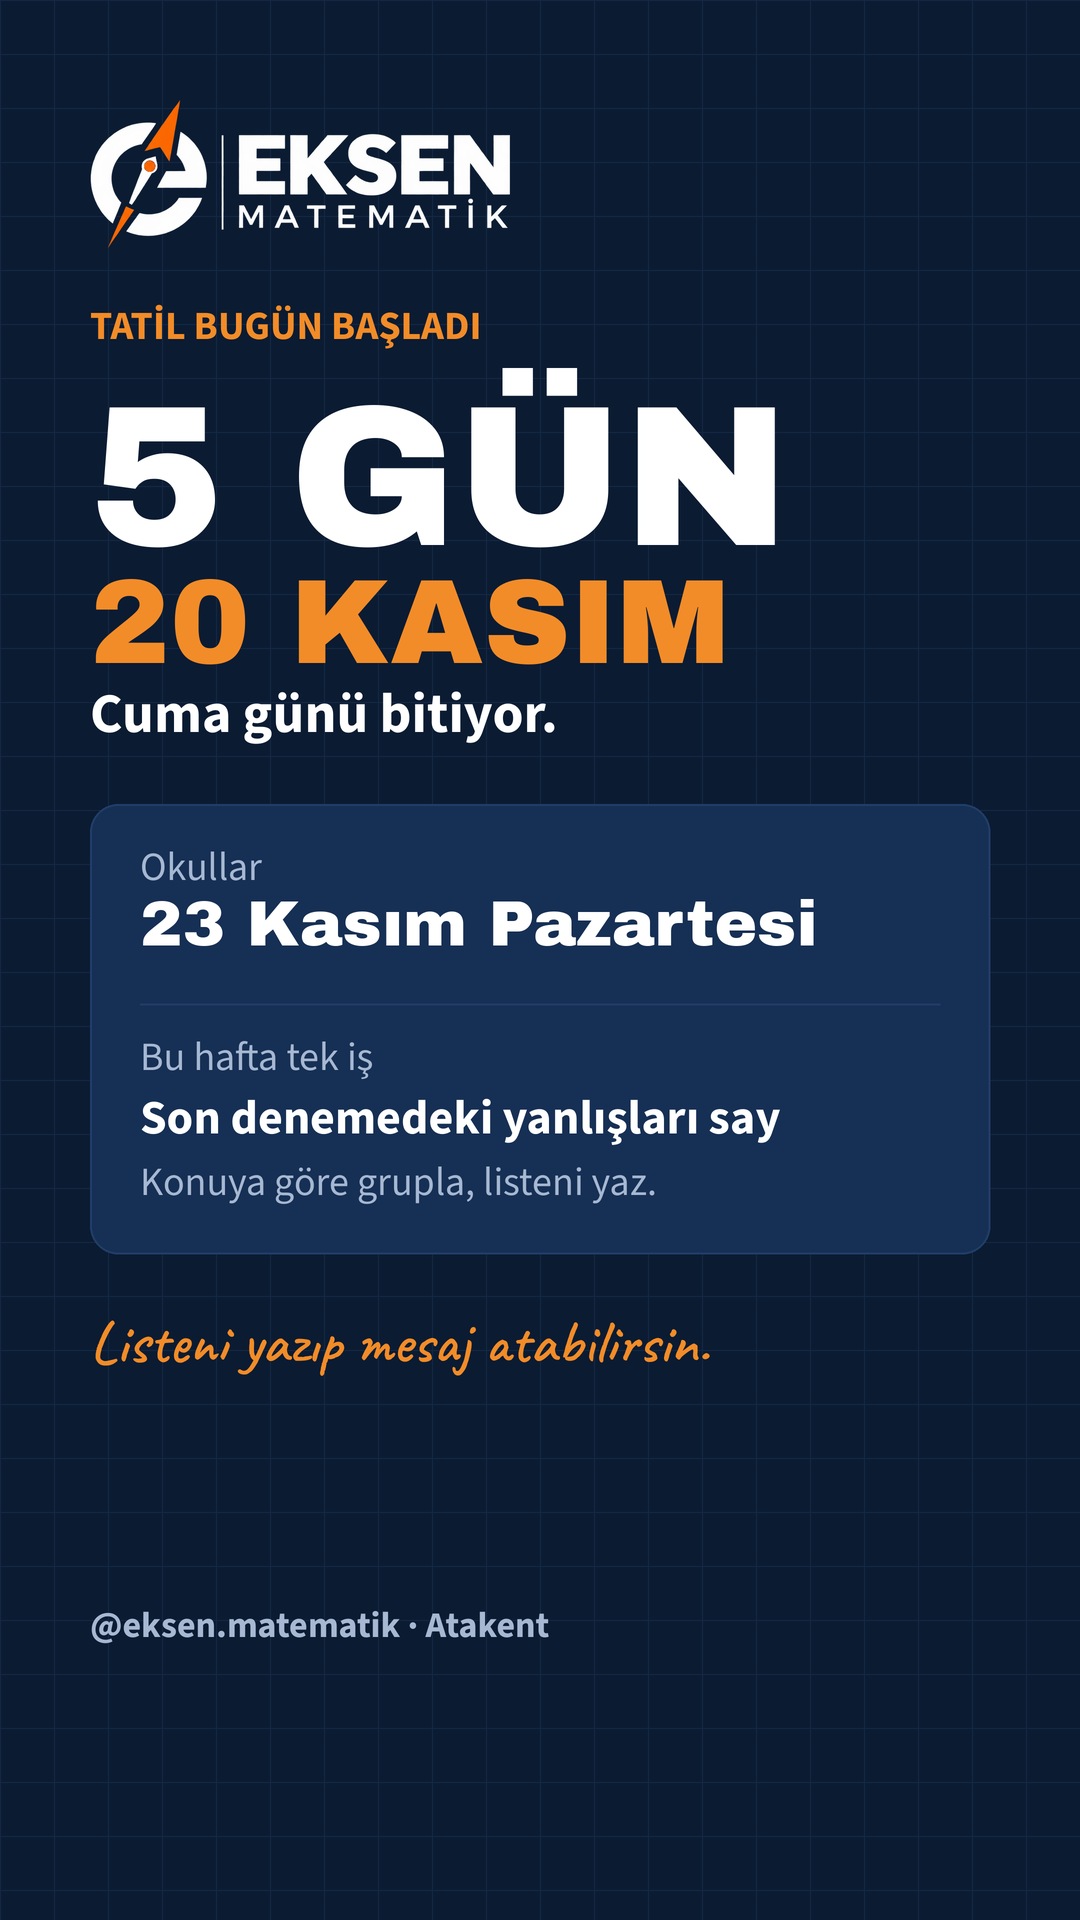 EKSEN
MATEMATİK
TATİL BUGÜN BAŞLADI
5 GÜN
20 KASIM
Cuma günü bitiyor.
Okullar
23 Kasım Pazartesi
Bu hafta tek iş
Son denemedeki yanlışları say
Konuya göre grupla, listeni yaz.
Listeni yazıp mesaj atabilirsin.
@eksen.matematik · Atakent